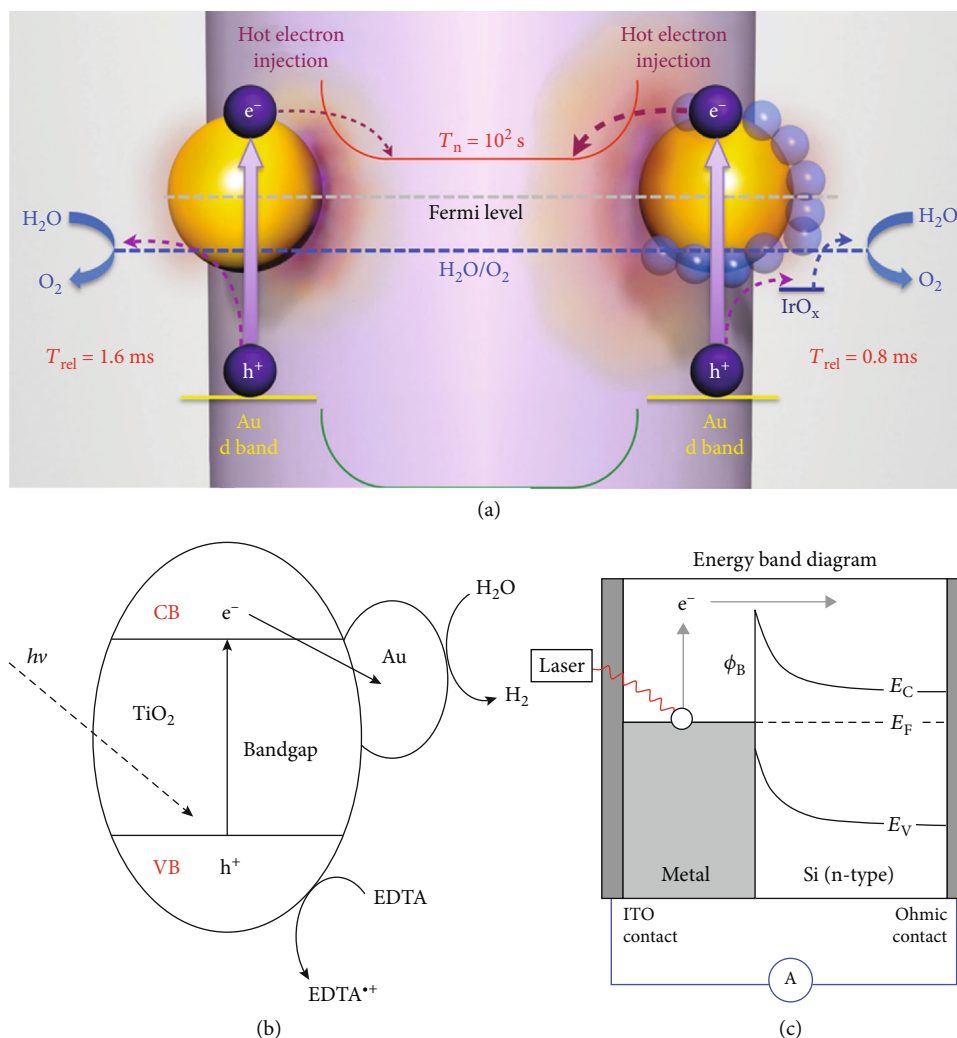 Hot electron
injection
Hot electron
injection
e⁻
e⁻
Tₙ = 10² s
Fermi level
H₂O
O₂
H₂O/O₂
H₂O
O₂
IrOₓ
T_rel = 1.6 ms
T_rel = 0.8 ms
h⁺
h⁺
Au
d band
Au
d band
(a)
CB
e⁻
H₂O
hν
Au
TiO₂
H₂
Bandgap
VB
h⁺
EDTA
EDTA•⁺
(b)
Energy band diagram
e⁻
Laser
ϕ_B
E_C
E_F
E_V
Metal
Si (n-type)
ITO
contact
Ohmic
contact
A
(c)